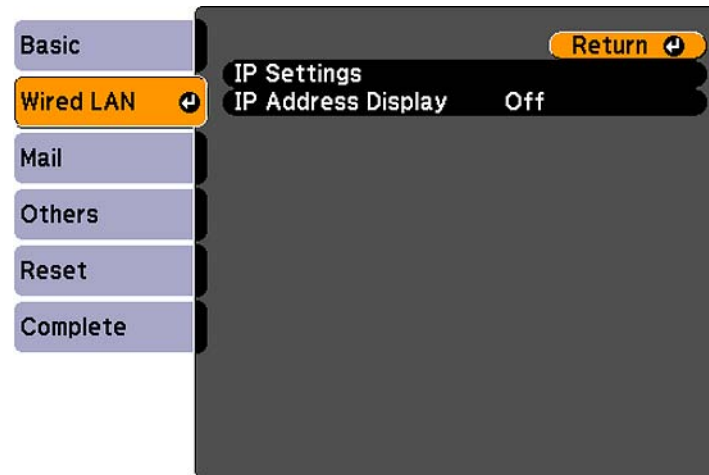 Basic
Wired LAN
Mail
Others
Reset
Complete
Return
IP Settings
IP Address Display Off